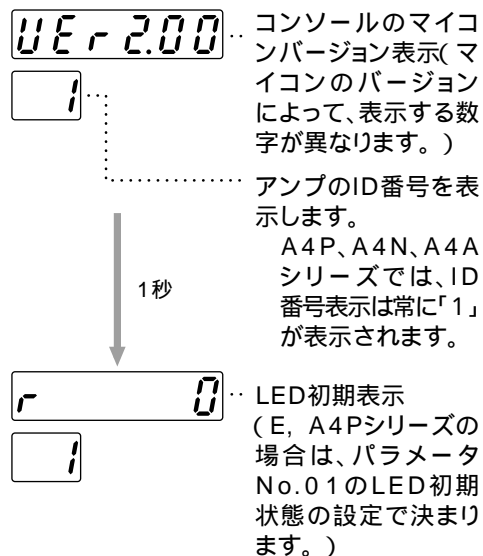 UEr 2.00
コンソールのマイコ
ンバージョン表示(マ
イコンのバージョン
によって、表示する数
字が異なります。)
1
アンプのID番号を表
示します。
A4P、A4N、A4A
シリーズでは、ID
番号表示は常に「1」
が表示されます。
1秒
r 0
LED初期表示
(E, A4Pシリーズの
場合は、パラメータ
No.01のLED初期
状態の設定で決まり
ます。)
1